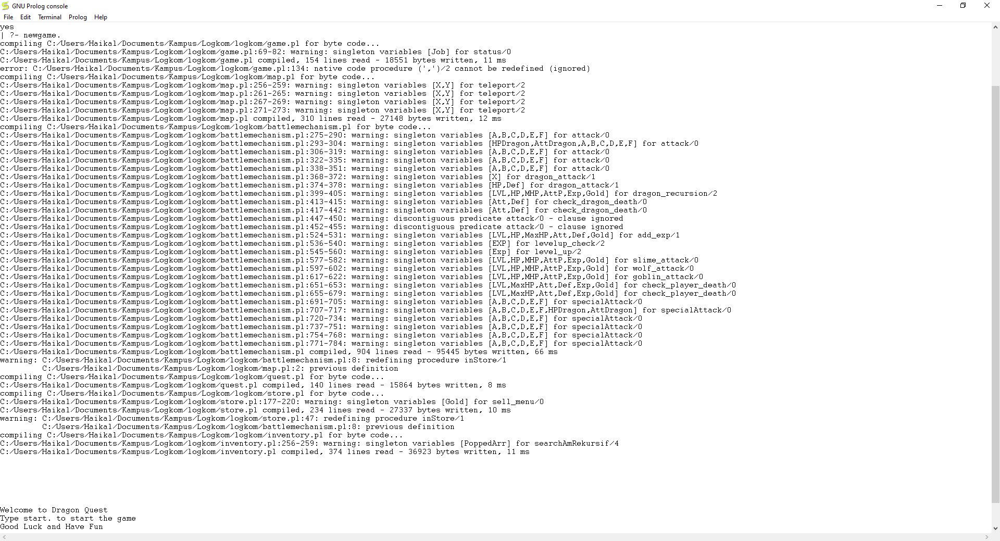 GNU Prolog console
File Edit Terminal Prolog Help
yes
| ?- newgame.
compiling C:/Users/Haikal/Documents/Kampus/Logkom/logkom/game.pl for byte code...
C:/Users/Haikal/Documents/Kampus/Logkom/logkom/game.pl:69-82: warning: singleton variables [Job] for status/0
C:/Users/Haikal/Documents/Kampus/Logkom/logkom/game.pl compiled, 154 lines read - 18551 bytes written, 11 ms
error: C:/Users/Haikal/Documents/Kampus/Logkom/logkom/game.pl:134: native code procedure (',')/2 cannot be redefined (ignored)
compiling C:/Users/Haikal/Documents/Kampus/Logkom/logkom/map.pl for byte code...
C:/Users/Haikal/Documents/Kampus/Logkom/logkom/map.pl:256-259: warning: singleton variables [X,Y] for teleport/2
C:/Users/Haikal/Documents/Kampus/Logkom/logkom/map.pl:261-265: warning: singleton variables [X,Y] for teleport/2
C:/Users/Haikal/Documents/Kampus/Logkom/logkom/map.pl:267-269: warning: singleton variables [X,Y] for teleport/2
C:/Users/Haikal/Documents/Kampus/Logkom/logkom/map.pl:271-273: warning: singleton variables [X,Y] for teleport/2
C:/Users/Haikal/Documents/Kampus/Logkom/logkom/map.pl compiled, 310 lines read - 27148 bytes written, 12 ms
compiling C:/Users/Haikal/Documents/Kampus/Logkom/logkom/battlemechanism.pl for byte code...
C:/Users/Haikal/Documents/Kampus/Logkom/logkom/battlemechanism.pl:275-290: warning: singleton variables [A,B,C,D,E,F] for attack/0
C:/Users/Haikal/Documents/Kampus/Logkom/logkom/battlemechanism.pl:293-304: warning: singleton variables [HPDragon,AttDragon,A,B,C,D,E,F] for attack/0
C:/Users/Haikal/Documents/Kampus/Logkom/logkom/battlemechanism.pl:306-319: warning: singleton variables [A,B,C,D,E,F] for attack/0
C:/Users/Haikal/Documents/Kampus/Logkom/logkom/battlemechanism.pl:322-335: warning: singleton variables [A,B,C,D,E,F] for attack/0
C:/Users/Haikal/Documents/Kampus/Logkom/logkom/battlemechanism.pl:338-351: warning: singleton variables [A,B,C,D,E,F] for attack/0
C:/Users/Haikal/Documents/Kampus/Logkom/logkom/battlemechanism.pl:368-372: warning: singleton variables [X] for dragon_attack/1
C:/Users/Haikal/Documents/Kampus/Logkom/logkom/battlemechanism.pl:374-378: warning: singleton variables [HP,Def] for dragon_attack/1
C:/Users/Haikal/Documents/Kampus/Logkom/logkom/battlemechanism.pl:399-405: warning: singleton variables [LVL,HP,MHP,AttP,Exp,Gold] for dragon_recursion/2
C:/Users/Haikal/Documents/Kampus/Logkom/logkom/battlemechanism.pl:413-415: warning: singleton variables [Att,Def] for check_dragon_death/0
C:/Users/Haikal/Documents/Kampus/Logkom/logkom/battlemechanism.pl:417-442: warning: singleton variables [Att,Def] for check_dragon_death/0
C:/Users/Haikal/Documents/Kampus/Logkom/logkom/battlemechanism.pl:447-450: warning: discontiguous predicate attack/0 - clause ignored
C:/Users/Haikal/Documents/Kampus/Logkom/logkom/battlemechanism.pl:452-455: warning: discontiguous predicate attack/0 - clause ignored
C:/Users/Haikal/Documents/Kampus/Logkom/logkom/battlemechanism.pl:524-531: warning: singleton variables [LVL,HP,MaxHP,Att,Def,Gold] for add_exp/1
C:/Users/Haikal/Documents/Kampus/Logkom/logkom/battlemechanism.pl:536-540: warning: singleton variables [EXP] for levelup_check/2
C:/Users/Haikal/Documents/Kampus/Logkom/logkom/battlemechanism.pl:545-560: warning: singleton variables [Exp] for level_up/2
C:/Users/Haikal/Documents/Kampus/Logkom/logkom/battlemechanism.pl:577-582: warning: singleton variables [LVL,HP,MHP,AttP,Exp,Gold] for slime_attack/0
C:/Users/Haikal/Documents/Kampus/Logkom/logkom/battlemechanism.pl:597-602: warning: singleton variables [LVL,HP,MHP,AttP,Exp,Gold] for wolf_attack/0
C:/Users/Haikal/Documents/Kampus/Logkom/logkom/battlemechanism.pl:617-622: warning: singleton variables [LVL,HP,MHP,AttP,Exp,Gold] for goblin_attack/0
C:/Users/Haikal/Documents/Kampus/Logkom/logkom/battlemechanism.pl:651-653: warning: singleton variables [LVL,MaxHP,Att,Def,Exp,Gold] for check_player_death/0
C:/Users/Haikal/Documents/Kampus/Logkom/logkom/battlemechanism.pl:655-679: warning: singleton variables [LVL,MaxHP,Att,Def,Exp,Gold] for check_player_death/0
C:/Users/Haikal/Documents/Kampus/Logkom/logkom/battlemechanism.pl:691-705: warning: singleton variables [A,B,C,D,E,F] for specialAttack/0
C:/Users/Haikal/Documents/Kampus/Logkom/logkom/battlemechanism.pl:707-717: warning: singleton variables [A,B,C,D,E,F,HPDragon,AttDragon] for specialAttack/0
C:/Users/Haikal/Documents/Kampus/Logkom/logkom/battlemechanism.pl:720-734: warning: singleton variables [A,B,C,D,E,F] for specialAttack/0
C:/Users/Haikal/Documents/Kampus/Logkom/logkom/battlemechanism.pl:737-751: warning: singleton variables [A,B,C,D,E,F] for specialAttack/0
C:/Users/Haikal/Documents/Kampus/Logkom/logkom/battlemechanism.pl:754-768: warning: singleton variables [A,B,C,D,E,F] for specialAttack/0
C:/Users/Haikal/Documents/Kampus/Logkom/logkom/battlemechanism.pl:771-784: warning: singleton variables [A,B,C,D,E,F] for specialAttack/0
C:/Users/Haikal/Documents/Kampus/Logkom/logkom/battlemechanism.pl compiled, 904 lines read - 95445 bytes written, 66 ms
warning: C:/Users/Haikal/Documents/Kampus/Logkom/logkom/battlemechanism.pl:8: redefining procedure inStore/1
C:/Users/Haikal/Documents/Kampus/Logkom/logkom/map.pl:2: previous definition
compiling C:/Users/Haikal/Documents/Kampus/Logkom/logkom/quest.pl for byte code...
C:/Users/Haikal/Documents/Kampus/Logkom/logkom/quest.pl compiled, 140 lines read - 15864 bytes written, 8 ms
compiling C:/Users/Haikal/Documents/Kampus/Logkom/logkom/store.pl for byte code...
C:/Users/Haikal/Documents/Kampus/Logkom/logkom/store.pl:177-220: warning: singleton variables [Gold] for sell_menu/0
C:/Users/Haikal/Documents/Kampus/Logkom/logkom/store.pl compiled, 234 lines read - 27337 bytes written, 10 ms
warning: C:/Users/Haikal/Documents/Kampus/Logkom/logkom/store.pl:47: redefining procedure inStore/1
C:/Users/Haikal/Documents/Kampus/Logkom/logkom/battlemechanism.pl:8: previous definition
compiling C:/Users/Haikal/Documents/Kampus/Logkom/logkom/inventory.pl for byte code...
C:/Users/Haikal/Documents/Kampus/Logkom/logkom/inventory.pl:256-259: warning: singleton variables [PoppedArr] for searchAmRekursif/4
C:/Users/Haikal/Documents/Kampus/Logkom/logkom/inventory.pl compiled, 374 lines read - 36923 bytes written, 11 ms
Welcome to Dragon Quest
Type start. to start the game
Good Luck and Have Fun